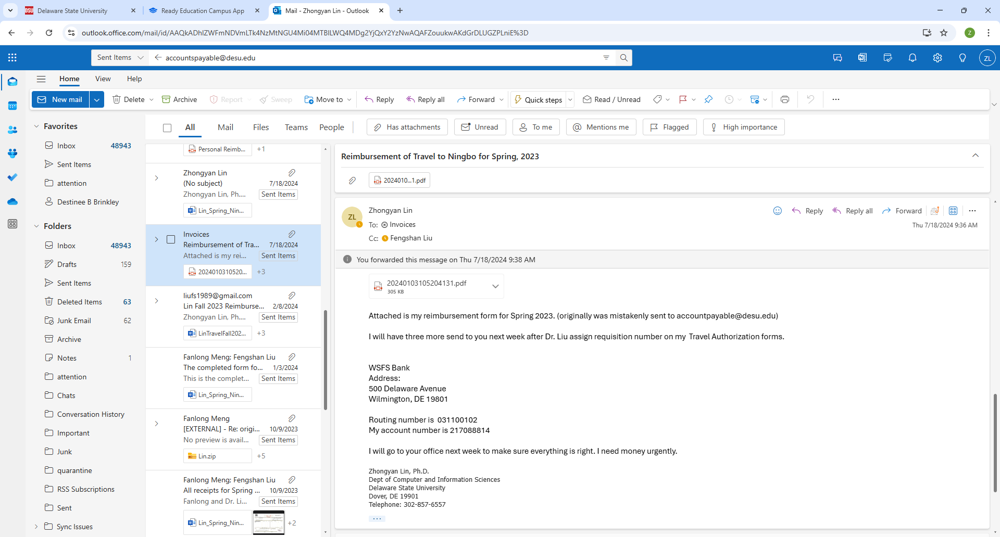 DSU Delaware State University
Ready Education Campus App
Mail - Zhongyan Lin - Outlook
outlook.office.com/mail/id/AAQkADhlZWFmNDVmLTk4NzMtNGU4Mi04MTBlLWQ4MDg2YjQxY2YzNwAQAFZouukwAKdGrDLUGZPLniE%3D
Z
Sent Items
accountspayable@desu.edu
ZL
Home
View
Help
New mail
Delete
Archive
Report
Sweep
Move to
Reply
Reply all
Forward
Quick steps
Read / Unread
Favorites
Inbox 48943
Sent Items
attention
Destinee B Brinkley
Folders
Inbox 48943
Drafts 159
Sent Items
Deleted Items 63
Junk Email 62
Archive
Notes 1
attention
Chats
Conversation History
Important
Junk
quarantine
RSS Subscriptions
Sent
Sync Issues
All
Mail
Files
Teams
People
Has attachments
Unread
To me
Mentions me
Flagged
High importance
Personal Reimb... +1
Zhongyan Lin
(No subject) 7/18/2024
Zhongyan Lin, Ph.... Sent Items
Lin_Spring_Nin...
Invoices
Reimbursement of Tra... 7/18/2024
Attached is my rei... Sent Items
2024010310520... +3
liufs1989@gmail.com
Lin Fall 2023 Reimburse... 2/8/2024
Zhongyan Lin, Ph.... Sent Items
LinTravelFall202... +3
Fanlong Meng; Fengshan Liu
The completed form fo... 1/3/2024
This is the complet... Sent Items
Lin_Spring_Nin...
Fanlong Meng
[EXTERNAL] - Re: origi... 10/9/2023
No preview is avail... Sent Items
Lin.zip +5
Fanlong Meng; Fengshan Liu
All receipts for Spring ... 10/9/2023
Fanlong and Dr. Li... Sent Items
Lin_Spring_Nin... +2
Reimbursement of Travel to Ningbo for Spring, 2023
2024010...1.pdf
ZL
Zhongyan Lin
Reply
Reply all
Forward
To: Invoices
Thu 7/18/2024 9:36 AM
Cc: Fengshan Liu
You forwarded this message on Thu 7/18/2024 9:38 AM
20240103105204131.pdf
305 KB
Attached is my reimbursement form for Spring 2023. (originally was mistakenly sent to accountpayable@desu.edu)
I will have three more send to you next week after Dr. Liu assign requisition number on my Travel Authorization forms.
WSFS Bank
Address:
500 Delaware Avenue
Wilmington, DE 19801
Routing number is 031100102
My account number is 217088814
I will go to your office next week to make sure everything is right. I need money urgently.
Zhongyan Lin, Ph.D.
Dept of Computer and Information Sciences
Delaware State University
Dover, DE 19901
Telephone: 302-857-6557